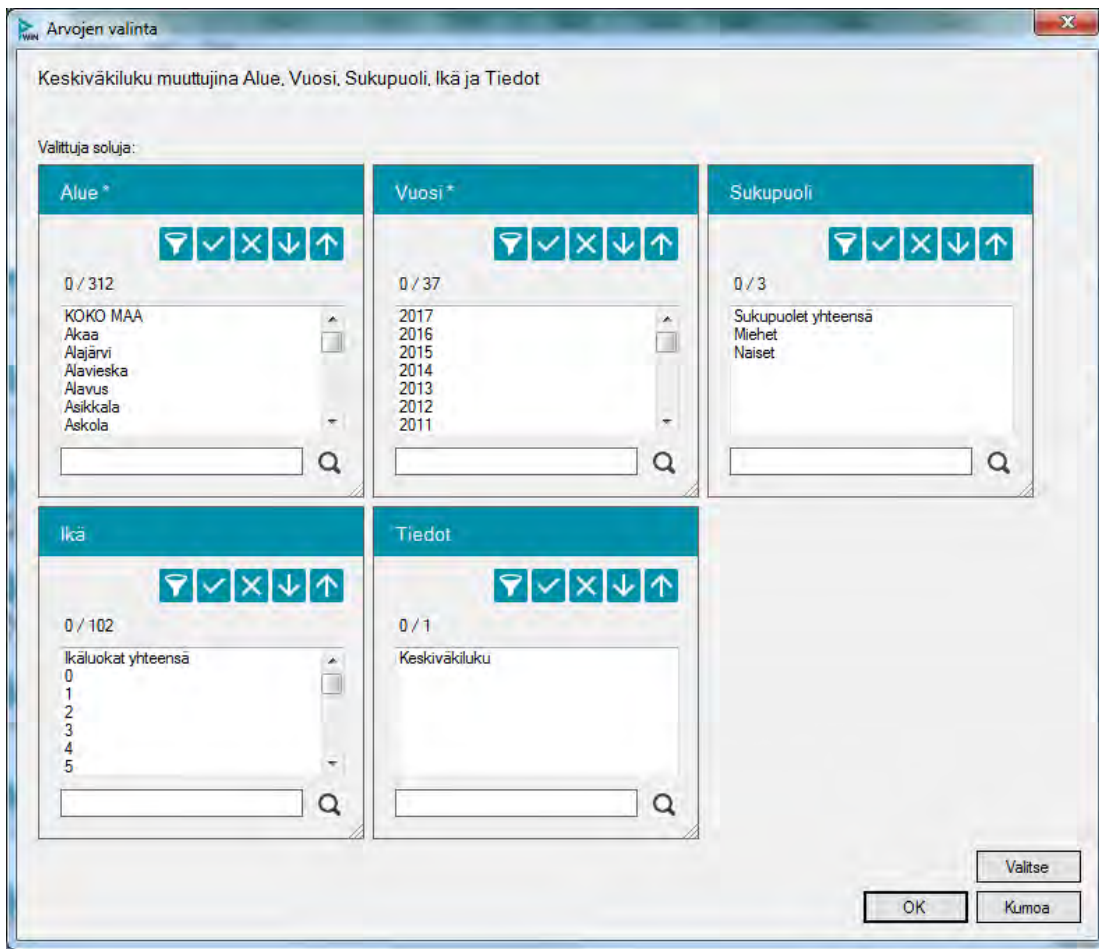 WIN Arvojen valinta
Keskiväkiluku muuttujina Alue, Vuosi, Sukupuoli, Ikä ja Tiedot
Valittuja soluja:
Alue *
0 / 312
KOKO MAA
Akaa
Alajärvi
Alavieska
Alavus
Asikkala
Askola
Vuosi *
0 / 37
2017
2016
2015
2014
2013
2012
2011
Sukupuoli
0 / 3
Sukupuolet yhteensä
Miehet
Naiset
Ikä
0 / 102
Ikäluokat yhteensä
0
1
2
3
4
5
Tiedot
0 / 1
Keskiväkiluku
Valitse
OK
Kumoa